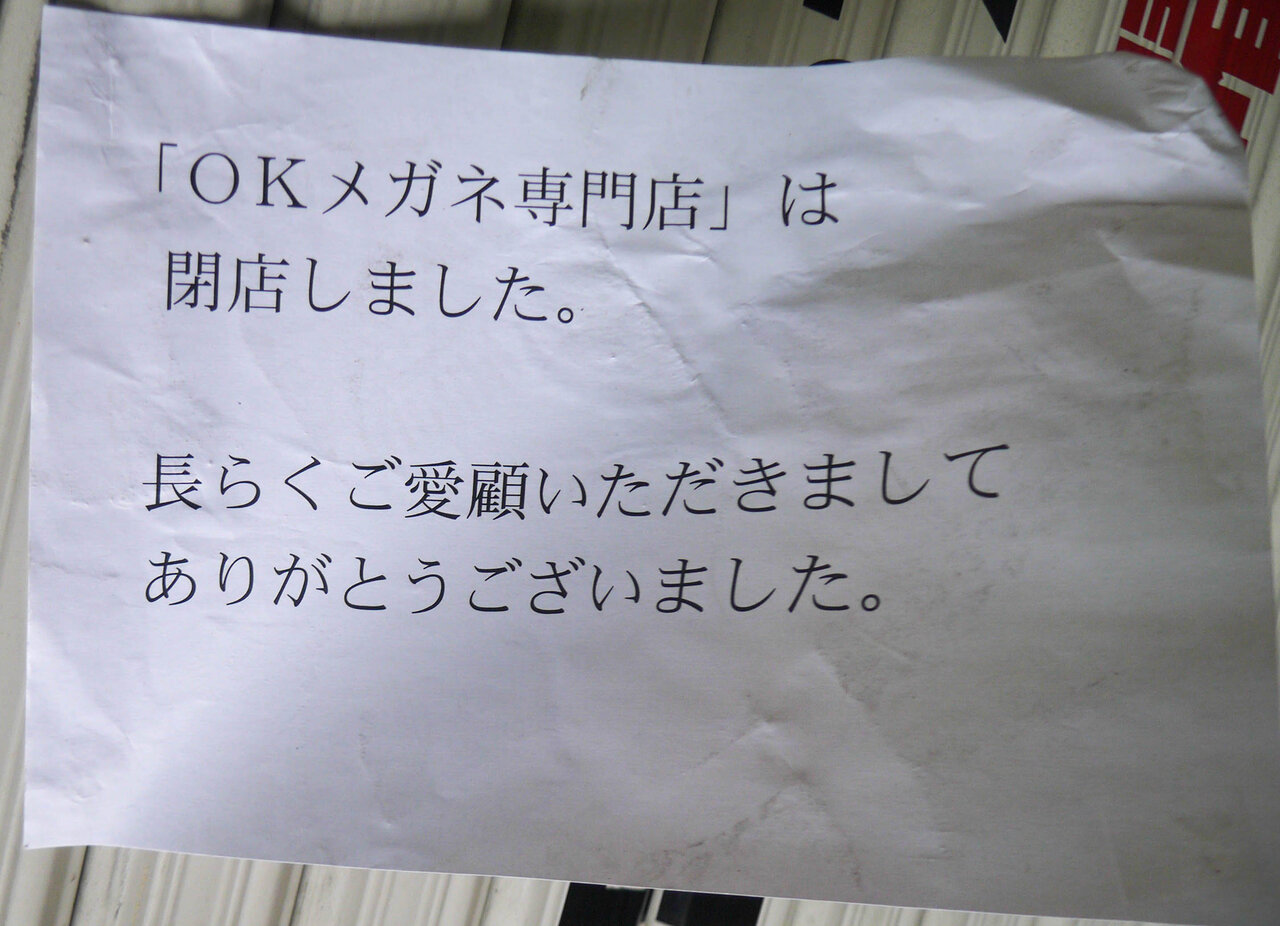 「ＯＫメガネ専門店」は
閉店しました。
長らくご愛顧いただきまして
ありがとうございました。